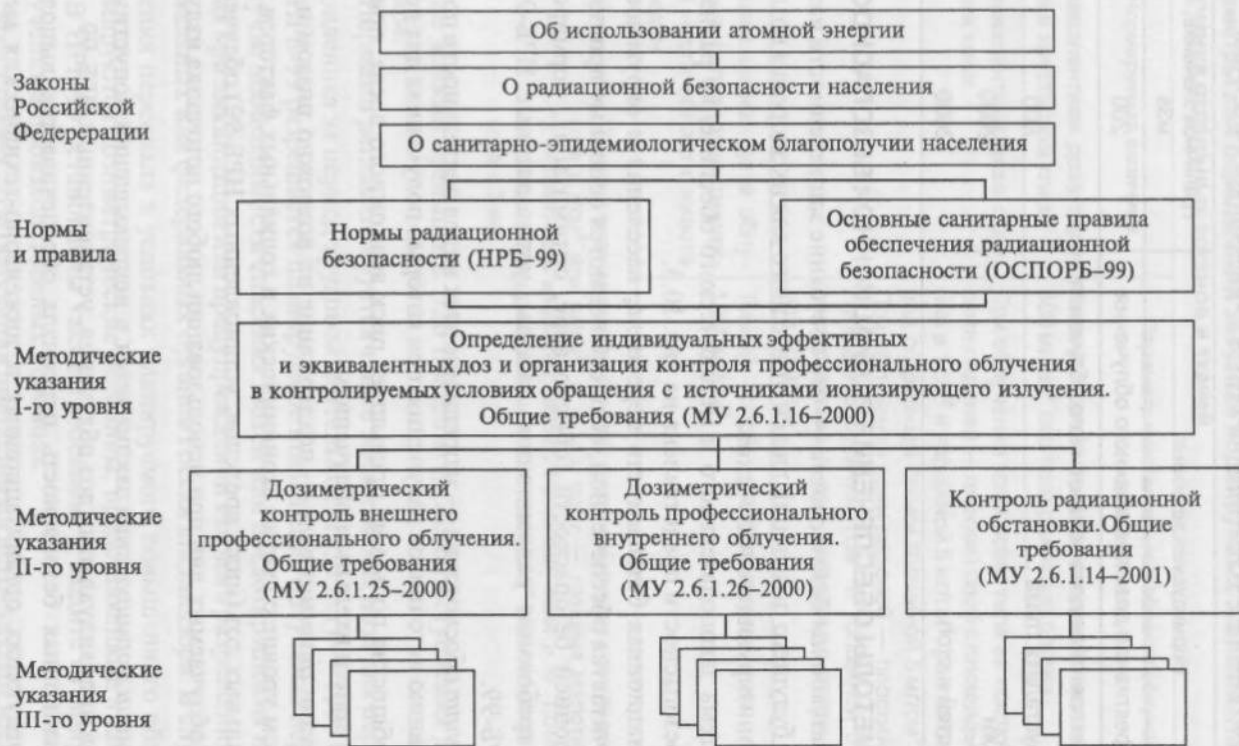 Об использовании атомной энергии
Законы
Российской
Федерерации
О радиационной безопасности населения
О санитарно-эпидемиологическом благополучии населения
Нормы
и правила
Нормы радиационной
безопасности (НРБ–99)
Основные санитарные правила
обеспечения радиационной
безопасности (ОСПОРБ–99)
Методические
указания
I-го уровня
Определение индивидуальных эффективных
и эквивалентных доз и организация контроля профессионального облучения
в контролируемых условиях обращения с источниками ионизирующего излучения.
Общие требования (МУ 2.6.1.16–2000)
Методические
указания
II-го уровня
Дозиметрический
контроль внешнего
профессионального облучения.
Общие требования
(МУ 2.6.1.25–2000)
Дозиметрический
контроль профессионального
внутреннего облучения.
Общие требования
(МУ 2.6.1.26–2000)
Контроль радиационной
обстановки.Общие
требования
(МУ 2.6.1.14–2001)
Методические
указания
III-го уровня